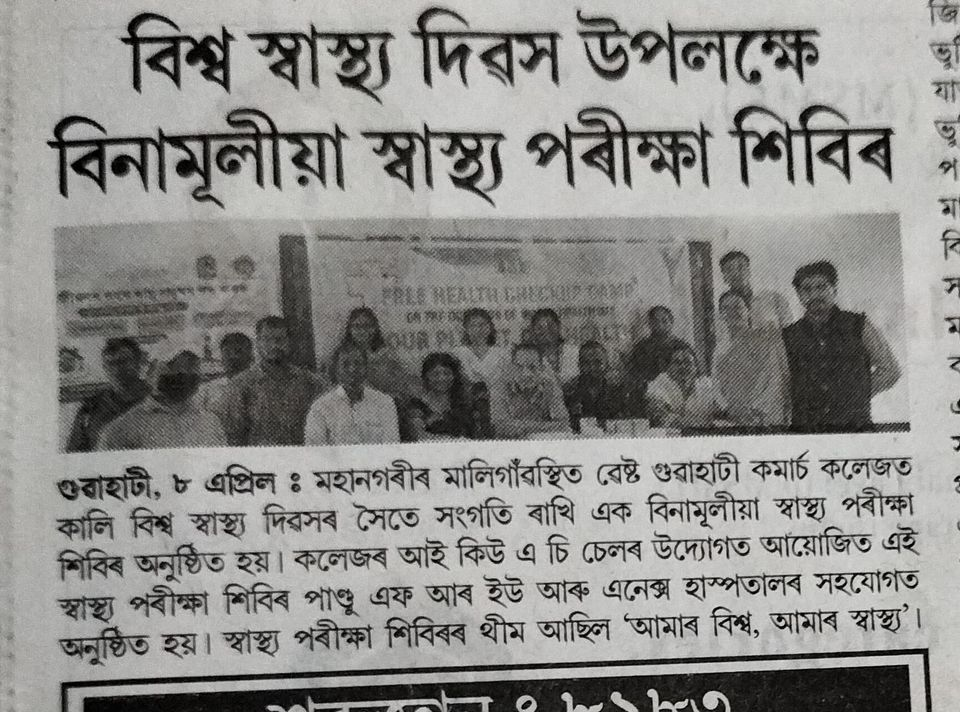 বিশ্ব স্বাস্থ্য দিৱস উপলক্ষে
বিনামূলীয়া স্বাস্থ্য পৰীক্ষা শিবিৰ
FREE HEALTH CHECKUP CAMP
OUR PLANET
গুৱাহাটী, ৮ এপ্ৰিল : মহানগৰীৰ মালিগাঁৱস্থিত ৱেষ্ট গুৱাহাটী কমাৰ্চ কলেজত
কালি বিশ্ব স্বাস্থ্য দিৱসৰ সৈতে সংগতি ৰাখি এক বিনামূলীয়া স্বাস্থ্য পৰীক্ষা
শিবিৰ অনুষ্ঠিত হয়। কলেজৰ আই কিউ এ চি চেলৰ উদ্যোগত আয়োজিত এই
স্বাস্থ্য পৰীক্ষা শিবিৰ পাণ্ডু এফ আৰ ইউ আৰু এনেক্স হাস্পতালৰ সহযোগত
অনুষ্ঠিত হয়। স্বাস্থ্য পৰীক্ষা শিবিৰৰ থীম আছিল ‘আমাৰ বিশ্ব, আমাৰ স্বাস্থ্য’।